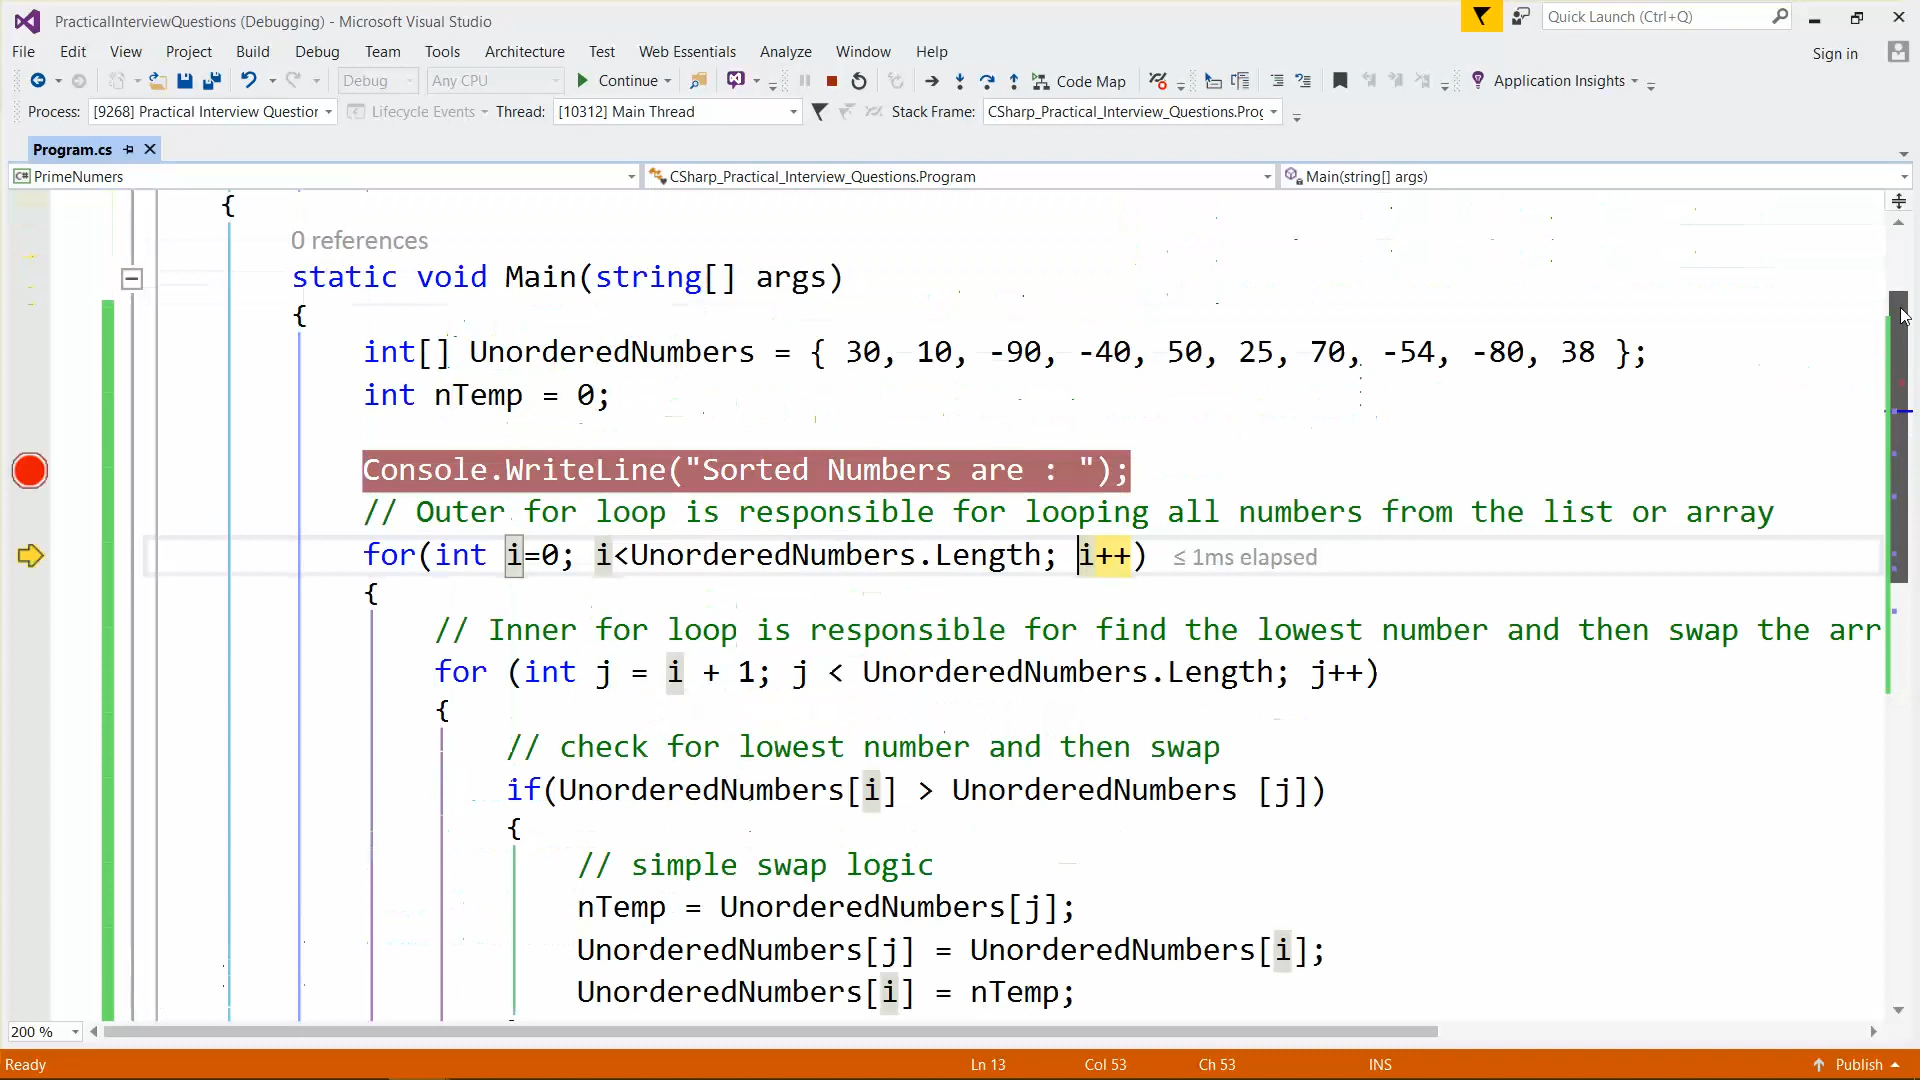 PracticalInterviewQuestions (Debugging) - Microsoft Visual Studio
Quick Launch (Ctrl+Q)
File Edit View Project Build Debug Team Tools Architecture Test Web Essentials Analyze Window Help
Sign in
Debug Any CPU Continue Code Map Application Insights
Process: [9268] Practical Interview Question Lifecycle Events Thread: [10312] Main Thread Stack Frame: CSharp_Practical_Interview_Questions.Prog
Program.cs
C# PrimeNumers CSharp_Practical_Interview_Questions.Program Main(string[] args)
{
0 references
static void Main(string[] args)
{
int[] UnorderedNumbers = { 30, 10, -90, -40, 50, 25, 70, -54, -80, 38 };
int nTemp = 0;
Console.WriteLine("Sorted Numbers are : ");
// Outer for loop is responsible for looping all numbers from the list or array
for(int i=0; i<UnorderedNumbers.Length; i++) ≤ 1ms elapsed
{
// Inner for loop is responsible for find the lowest number and then swap the arr
for (int j = i + 1; j < UnorderedNumbers.Length; j++)
{
// check for lowest number and then swap
if(UnorderedNumbers[i] > UnorderedNumbers [j])
{
// simple swap logic
nTemp = UnorderedNumbers[j];
UnorderedNumbers[j] = UnorderedNumbers[i];
UnorderedNumbers[i] = nTemp;
200 %
Ready Ln 13 Col 53 Ch 53 INS Publish